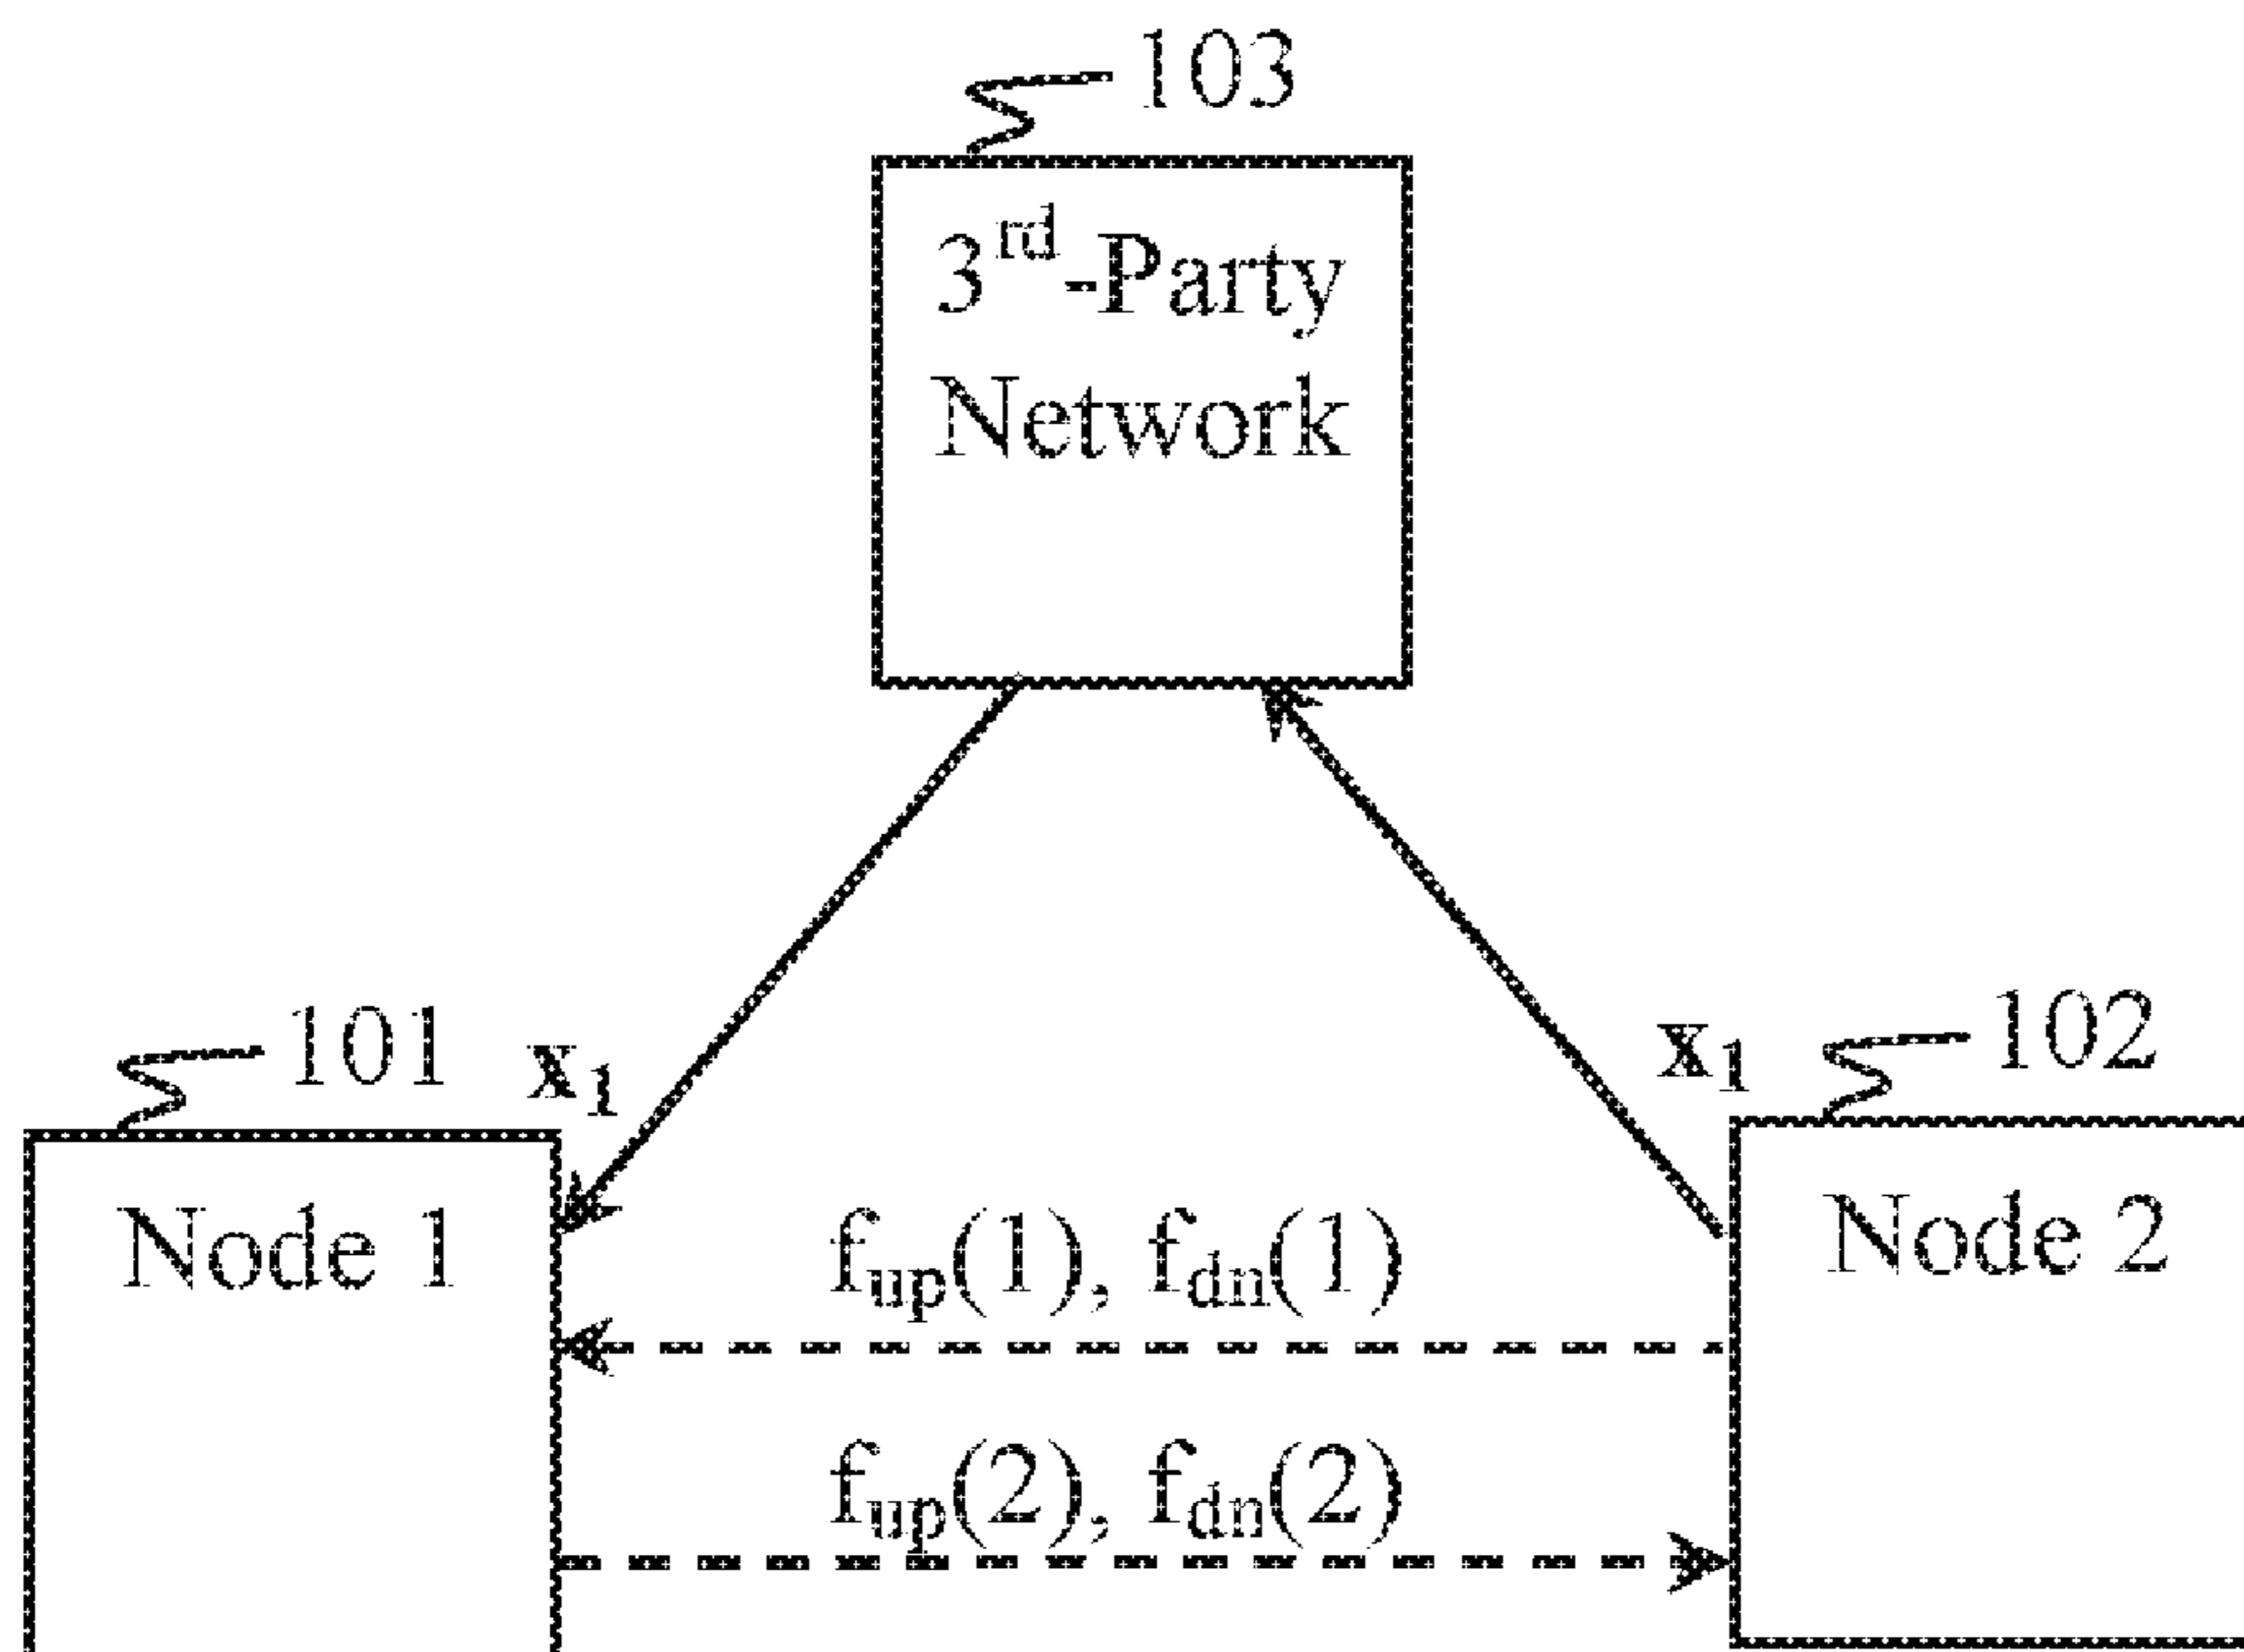 103
3rd-Party
Network
101
x1
x1
102
Node 1
fup(1), fdn(1)
Node 2
fup(2), fdn(2)